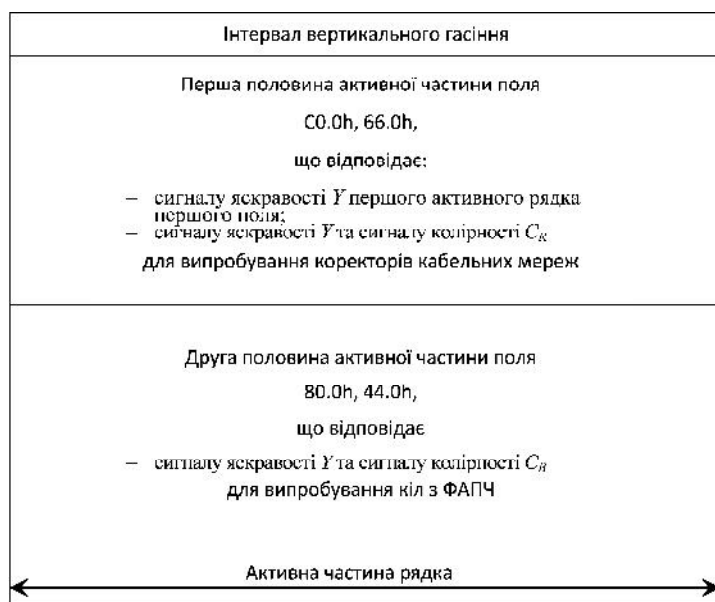 Інтервал вертикального гасіння
Перша половина активної частини поля
C0.0h, 66.0h,
що відповідає:
– сигналу яскравості Y першого активного рядка
першого поля;
– сигналу яскравості Y та сигналу колірності C_R
для випробування коректорів кабельних мереж
Друга половина активної частини поля
80.0h, 44.0h,
що відповідає
– сигналу яскравості Y та сигналу колірності C_B
для випробування кіл з ФАПЧ
Активна частина рядка